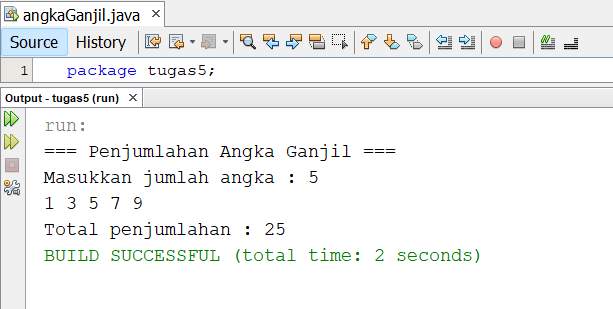 angkaGanjil.java
Source History
1 package tugas5;
Output - tugas5 (run)
run:
=== Penjumlahan Angka Ganjil ===
Masukkan jumlah angka : 5
1 3 5 7 9
Total penjumlahan : 25
BUILD SUCCESSFUL (total time: 2 seconds)